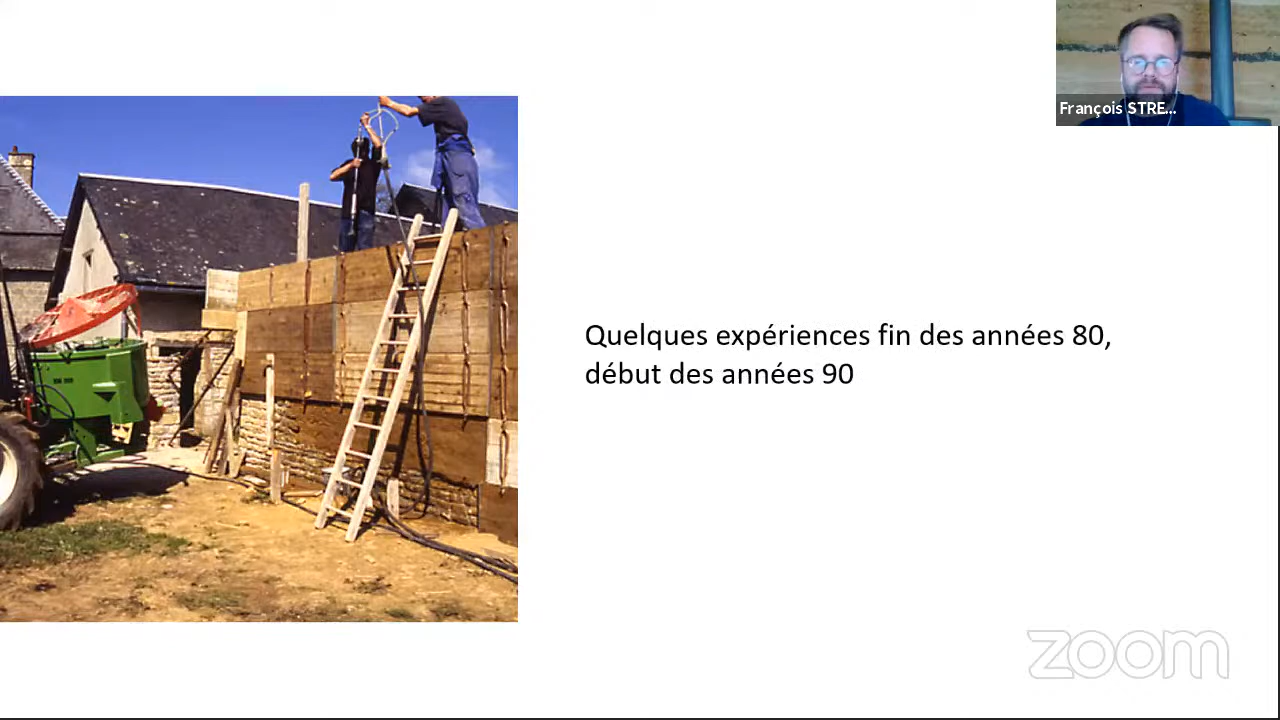 François STRE...
Quelques expériences fin des années 80,
début des années 90
zoom